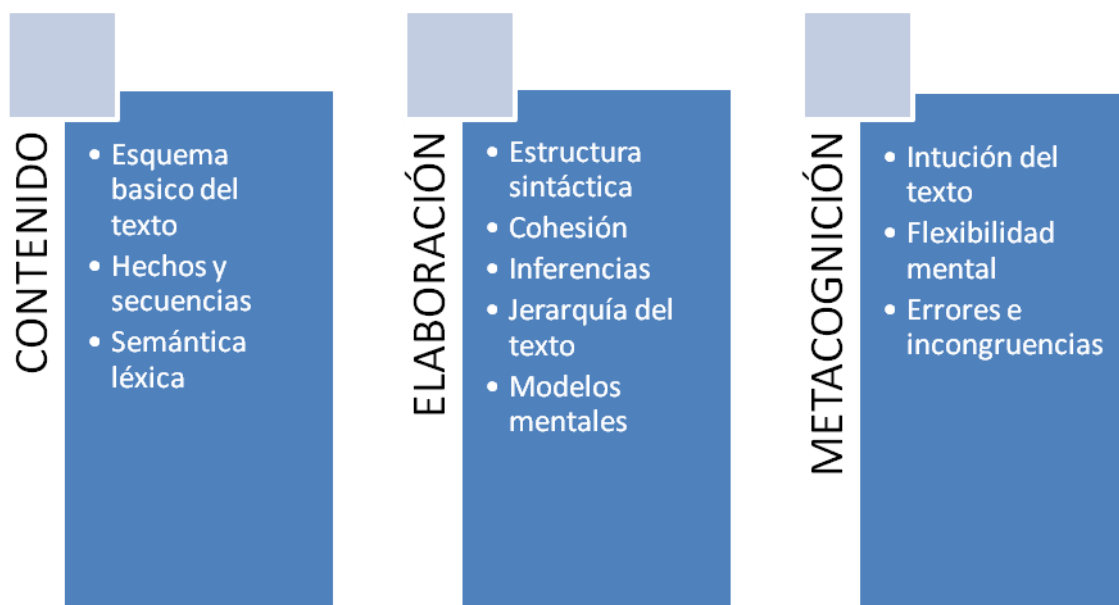 CONTENIDO
• Esquema
basico del
texto
• Hechos y
secuencias
• Semántica
léxica
ELABORACIÓN
• Estructura
sintáctica
• Cohesión
• Inferencias
• Jerarquía del
texto
• Modelos
mentales
METACOGNICIÓN
• Intución del
texto
• Flexibilidad
mental
• Errores e
incongruencias